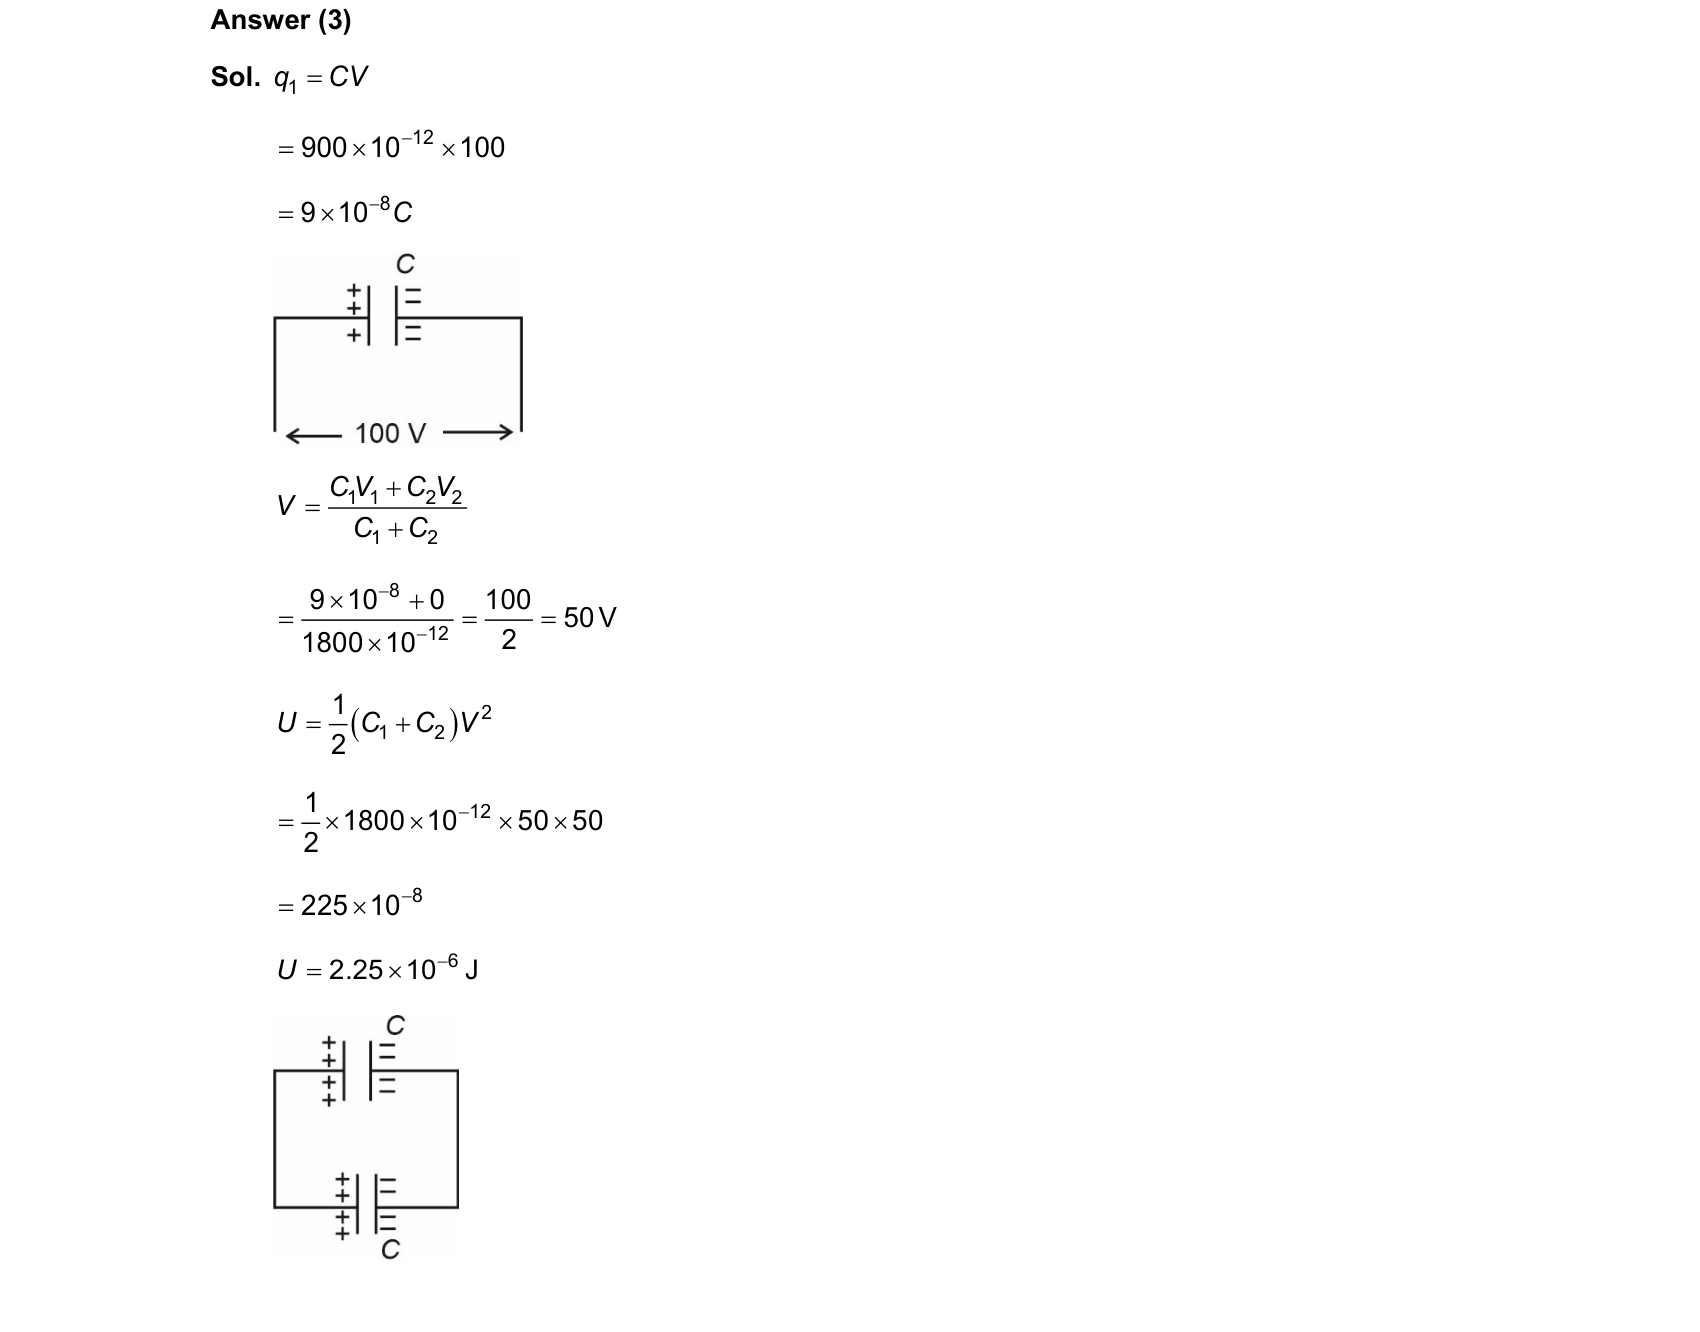 Answer (3)
Sol. q₁ = CV
= 900 × 10⁻¹² × 100
= 9 × 10⁻⁸ C
C
+
+
+
100 V
V = (C₁V₁ + C₂V₂) / (C₁ + C₂)
= (9 × 10⁻⁸ + 0) / (1800 × 10⁻¹²) = 100 / 2 = 50 V
U = 1/2 (C₁ + C₂) V²
= 1/2 × 1800 × 10⁻¹² × 50 × 50
= 225 × 10⁻⁸
U = 2.25 × 10⁻⁶ J
C
+
+
+
+
+
+
+
+
C